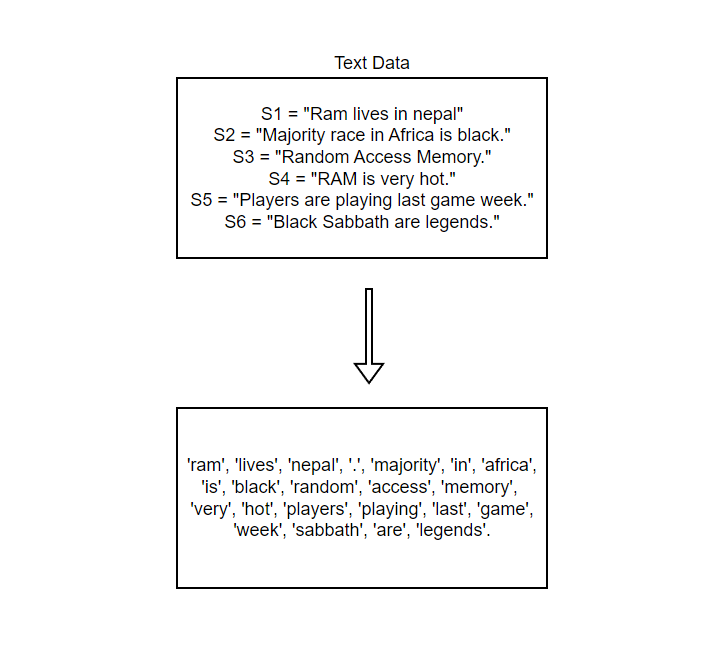 Text Data
S1 = "Ram lives in nepal"
S2 = "Majority race in Africa is black."
S3 = "Random Access Memory."
S4 = "RAM is very hot."
S5 = "Players are playing last game week."
S6 = "Black Sabbath are legends."
'ram', 'lives', 'nepal', '.', 'majority', 'in', 'africa',
'is', 'black', 'random', 'access', 'memory',
'very', 'hot', 'players', 'playing', 'last', 'game',
'week', 'sabbath', 'are', 'legends'.